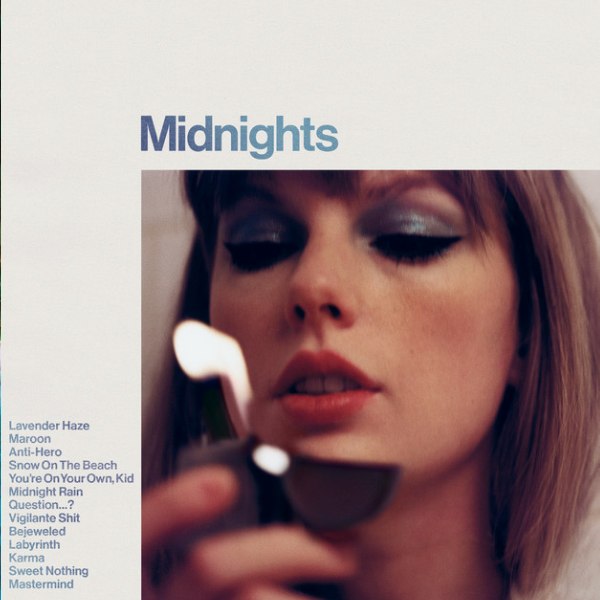 Midnights
Lavender Haze
Maroon
Anti-Hero
Snow On The Beach
You're On Your Own, Kid
Midnight Rain
Question...?
Vigilante Shit
Bejeweled
Labyrinth
Karma
Sweet Nothing
Mastermind